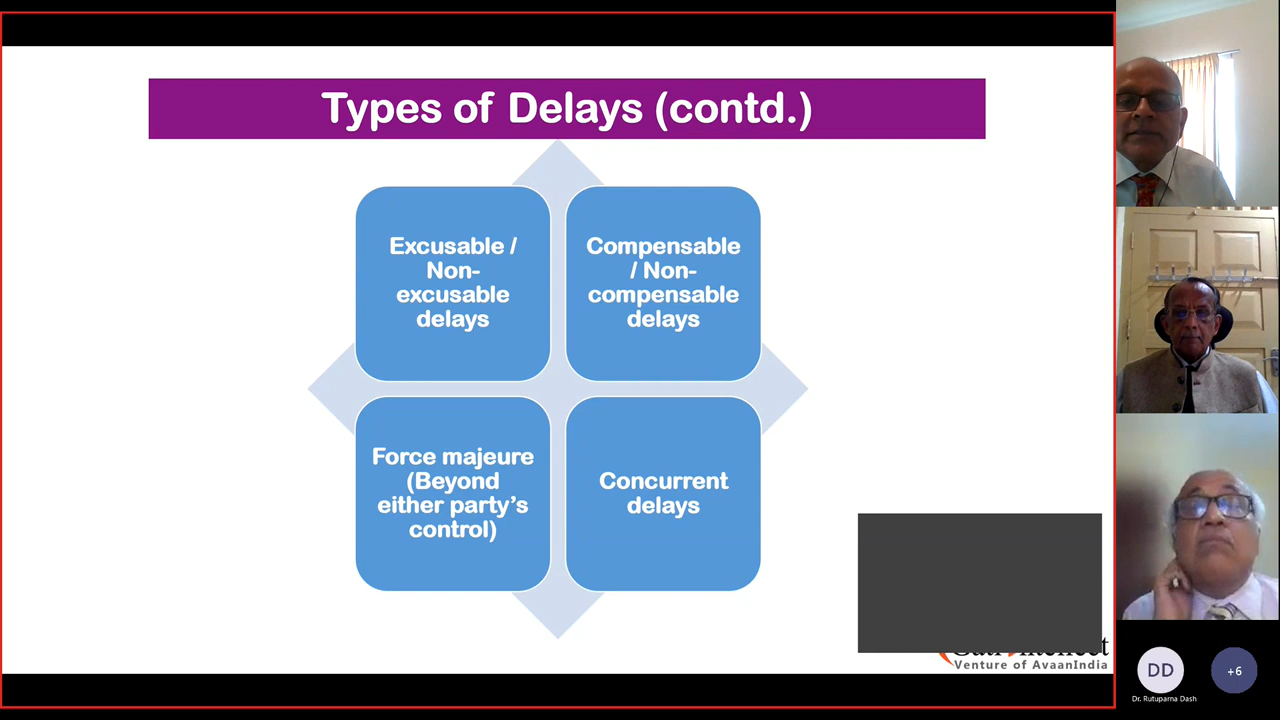 Types of Delays (contd.)
Excusable /
Non-
excusable
delays
Compensable
/ Non-
compensable
delays
Force majeure
(Beyond
either party's
control)
Concurrent
delays
Venture of AvaanIndia
DD
+6
Dr. Rutuparna Dash